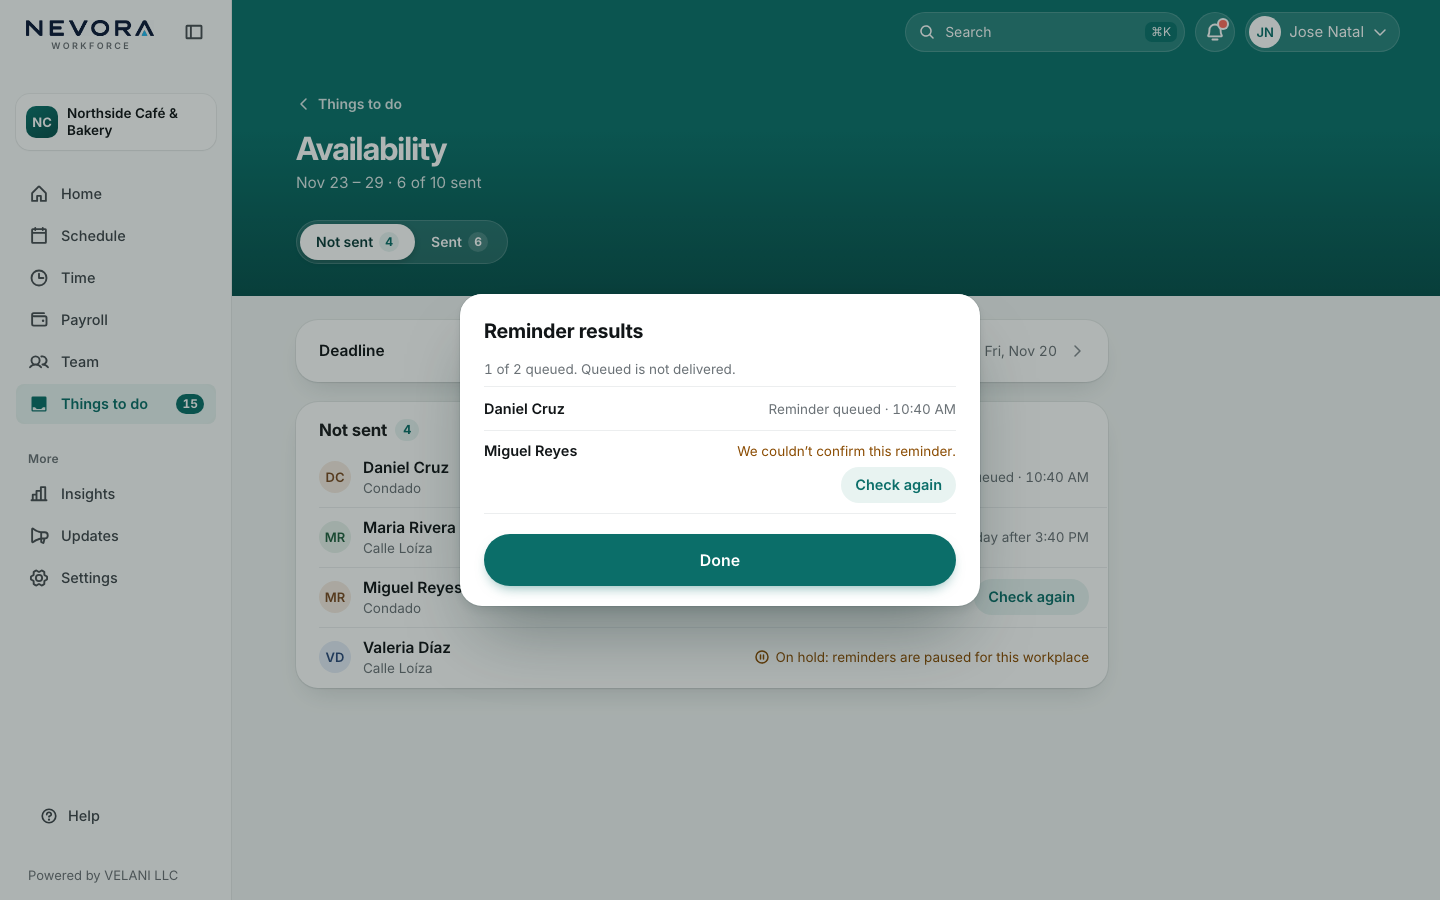 NEVORA
WORKFORCE
Search
⌘K
JN
Jose Natal
NC
Northside Café &
Bakery
Home
Schedule
Time
Payroll
Team
Things to do
15
More
Insights
Updates
Settings
Help
Powered by VELANI LLC
Things to do
Availability
Nov 23 – 29 · 6 of 10 sent
Not sent 4
Sent 6
Deadline
Fri, Nov 20
Not sent 4
DC
Daniel Cruz
Condado
· 10:40 AM
MR
Maria Rivera
Calle Loíza
after 3:40 PM
MR
Miguel Reyes
Condado
Check again
VD
Valeria Díaz
Calle Loíza
On hold: reminders are paused for this workplace
Reminder results
1 of 2 queued. Queued is not delivered.
Daniel Cruz
Reminder queued · 10:40 AM
Miguel Reyes
We couldn’t confirm this reminder.
Check again
Done